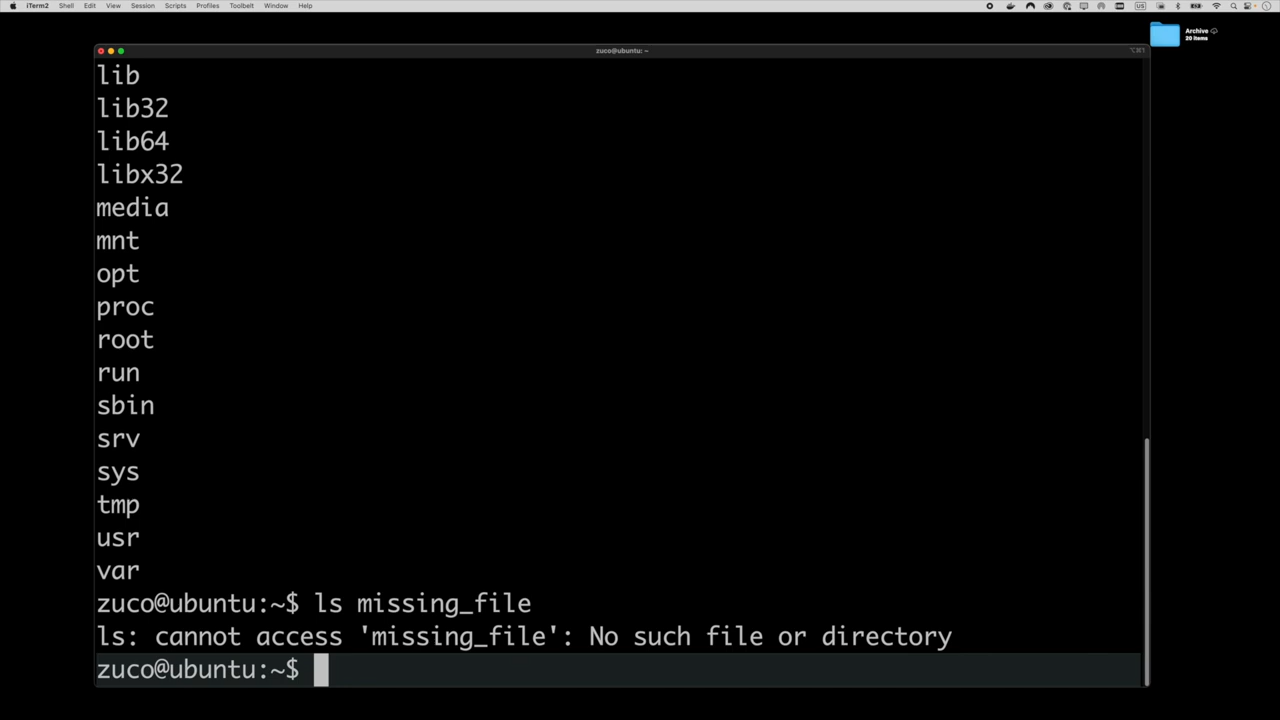 iTerm2 Shell Edit View Session Scripts Profiles Toolbelt Window Help
US
Archive
20 items
zuco@ubuntu: ~
⌥⌘1
lib
lib32
lib64
libx32
media
mnt
opt
proc
root
run
sbin
srv
sys
tmp
usr
var
zuco@ubuntu:~$ ls missing_file
ls: cannot access 'missing_file': No such file or directory
zuco@ubuntu:~$